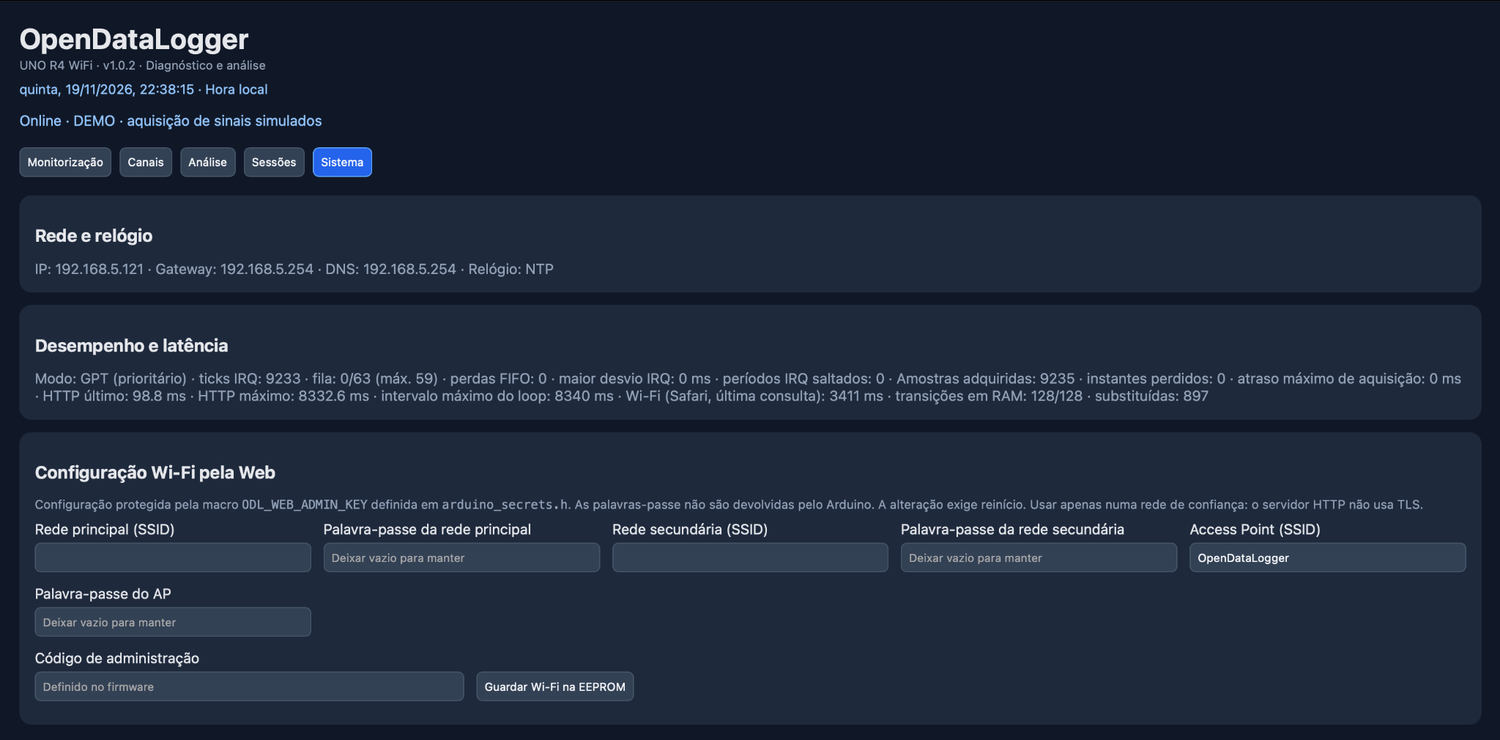 OpenDataLogger
UNO R4 WiFi · v1.0.2 · Diagnóstico e análise
quinta, 19/11/2026, 22:38:15 · Hora local
Online · DEMO · aquisição de sinais simulados
Monitorização Canais Análise Sessões Sistema
Rede e relógio
IP: 192.168.5.121 · Gateway: 192.168.5.254 · DNS: 192.168.5.254 · Relógio: NTP
Desempenho e latência
Modo: GPT (prioritário) · ticks IRQ: 9233 · fila: 0/63 (máx. 59) · perdas FIFO: 0 · maior desvio IRQ: 0 ms · períodos IRQ saltados: 0 · Amostras adquiridas: 9235 · instantes perdidos: 0 · atraso máximo de aquisição: 0 ms
· HTTP último: 98.8 ms · HTTP máximo: 8332.6 ms · intervalo máximo do loop: 8340 ms · Wi-Fi (Safari, última consulta): 3411 ms · transições em RAM: 128/128 · substituídas: 897
Configuração Wi-Fi pela Web
Configuração protegida pela macro ODL_WEB_ADMIN_KEY definida em arduino_secrets.h. As palavras-passe não são devolvidas pelo Arduino. A alteração exige reinício. Usar apenas numa rede de confiança: o servidor HTTP não usa TLS.
Rede principal (SSID) Palavra-passe da rede principal Rede secundária (SSID) Palavra-passe da rede secundária Access Point (SSID)
Deixar vazio para manter Deixar vazio para manter OpenDataLogger
Palavra-passe do AP
Deixar vazio para manter
Código de administração
Definido no firmware Guardar Wi-Fi na EEPROM